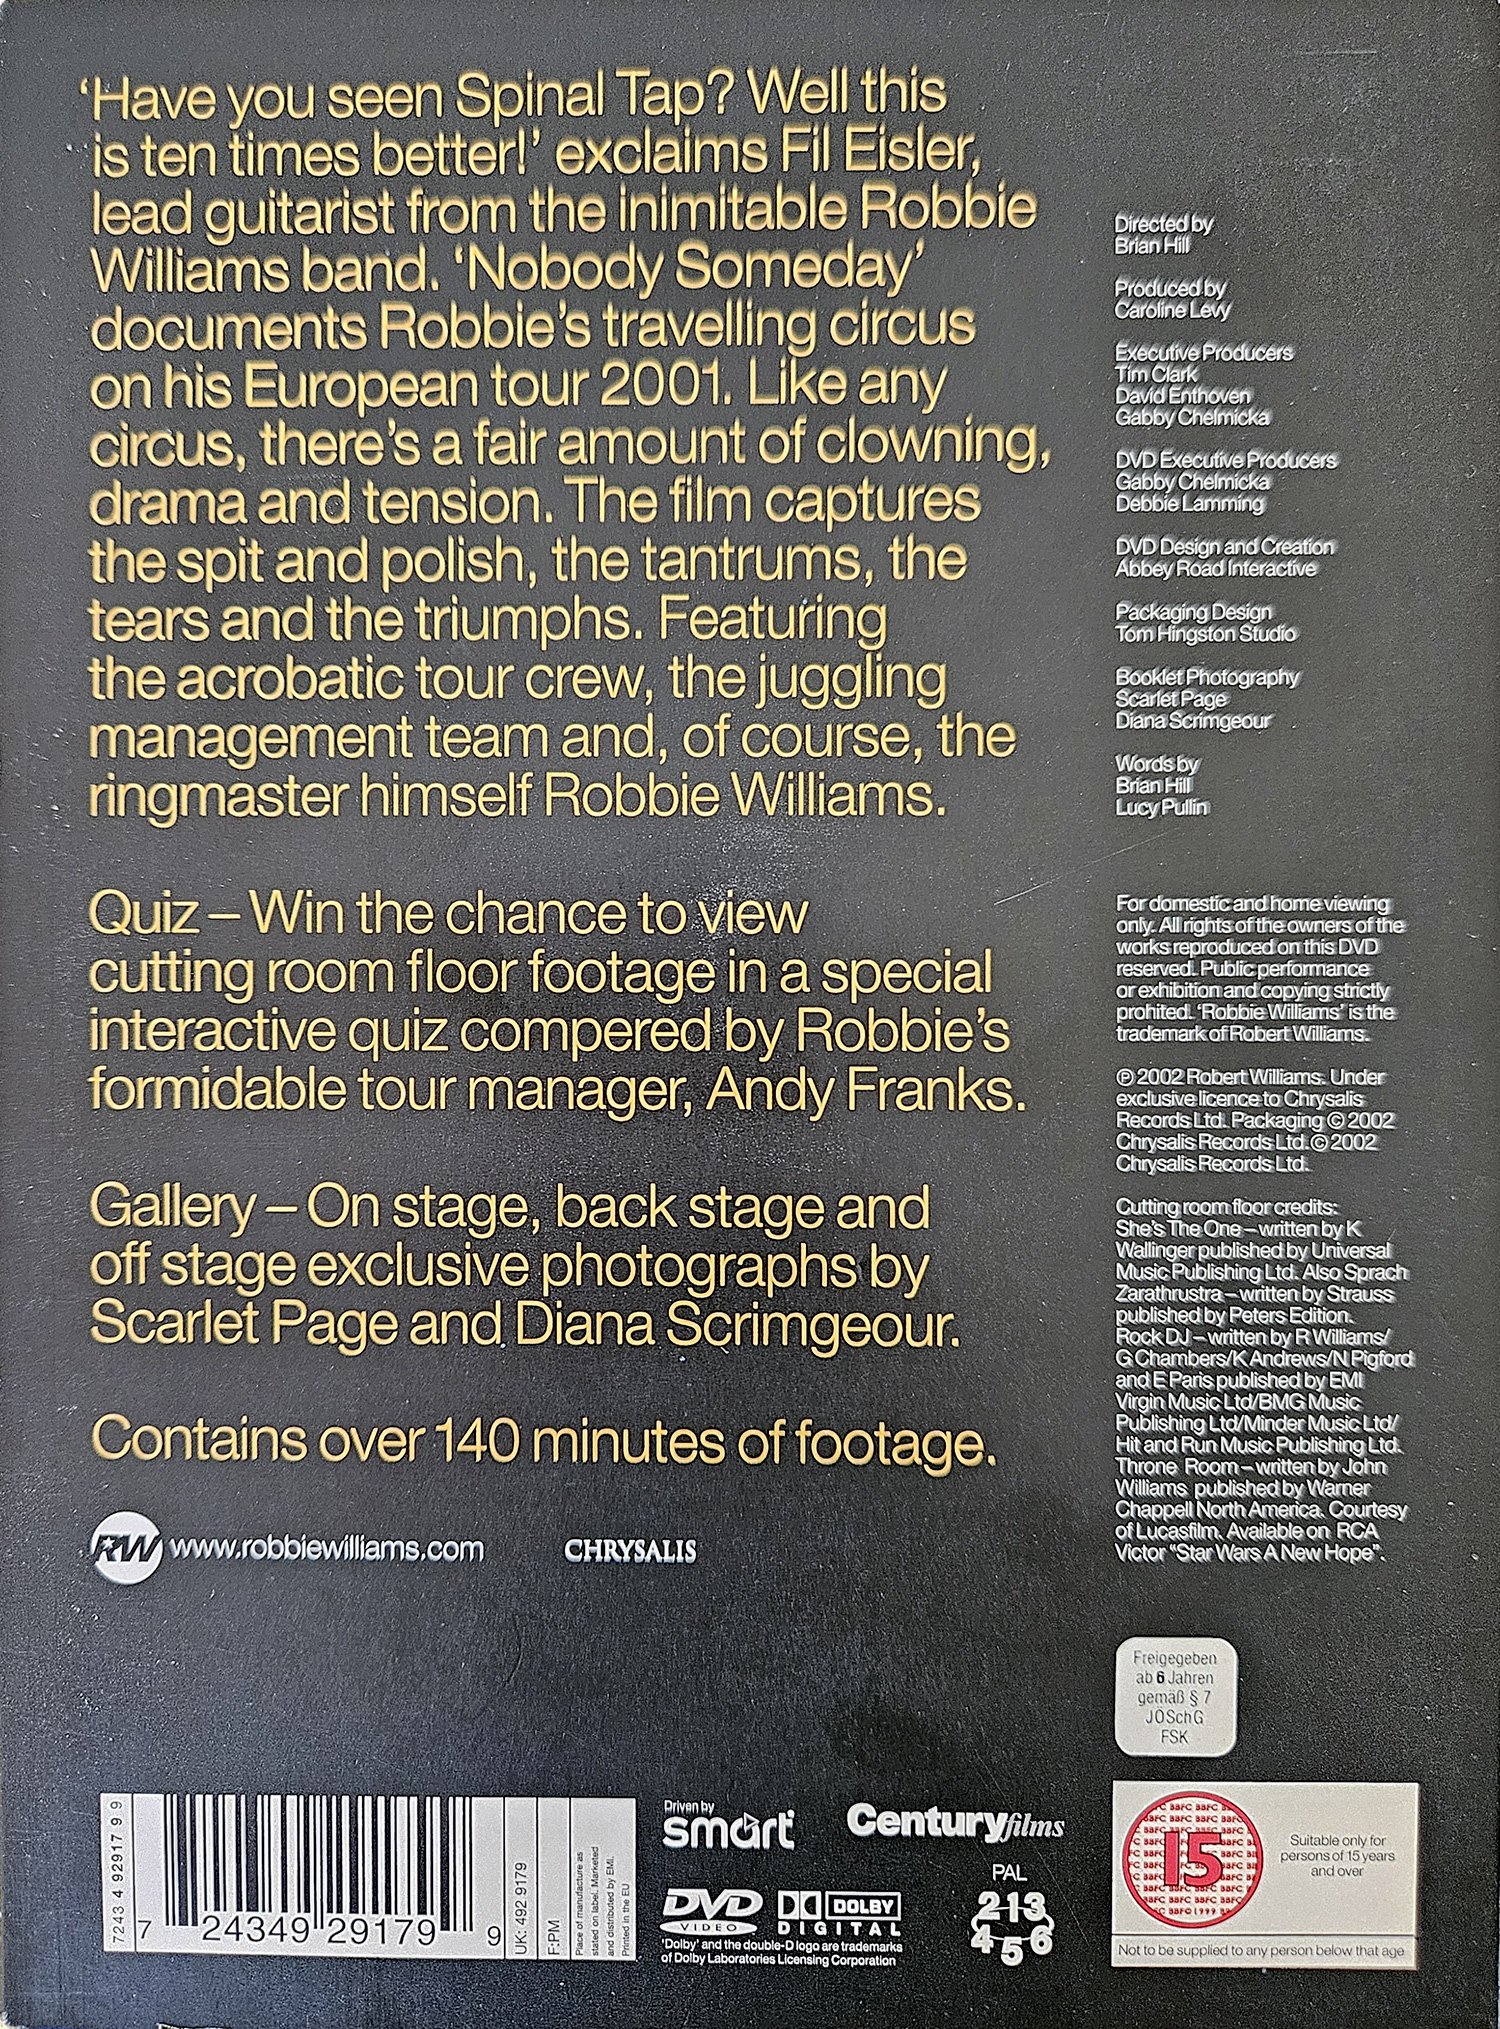 ‘Have you seen Spinal Tap? Well this
is ten times better!’ exclaims Fil Eisler,
lead guitarist from the inimitable Robbie
Williams band. ‘Nobody Someday’
documents Robbie’s travelling circus
on his European tour 2001. Like any
circus, there’s a fair amount of clowning,
drama and tension. The film captures
the spit and polish, the tantrums, the
tears and the triumphs. Featuring
the acrobatic tour crew, the juggling
management team and, of course, the
ringmaster himself Robbie Williams.
Quiz – Win the chance to view
cutting room floor footage in a special
interactive quiz compered by Robbie’s
formidable tour manager, Andy Franks.
Gallery – On stage, back stage and
off stage exclusive photographs by
Scarlet Page and Diana Scrimgeour.
Contains over 140 minutes of footage.
RW www.robbiewilliams.com
CHRYSALIS
Directed by
Brian Hill
Produced by
Caroline Levy
Executive Producers
Tim Clark
David Enthoven
Gabby Chelmicka
DVD Executive Producers
Gabby Chelmicka
Debbie Lamming
DVD Design and Creation
Abbey Road Interactive
Packaging Design
Tom Hingston Studio
Booklet Photography
Scarlet Page
Diana Scrimgeour
Words by
Brian Hill
Lucy Pullin
For domestic and home viewing
only. All rights of the owners of the
works reproduced on this DVD
reserved. Public performance
or exhibition and copying strictly
prohited. ‘Robbie Williams’ is the
trademark of Robert Williams.
℗ 2002 Robert Williams. Under
exclusive licence to Chrysalis
Records Ltd. Packaging © 2002
Chrysalis Records Ltd. © 2002
Chrysalis Records Ltd.
Cutting room floor credits:
She’s The One – written by K
Wallinger published by Universal
Music Publishing Ltd. Also Sprach
Zarathrustra – written by Strauss
published by Peters Edition.
Rock DJ – written by R Williams/
G Chambers/K Andrews/N Pigford
and E Paris published by EMI
Virgin Music Ltd/BMG Music
Publishing Ltd/Minder Music Ltd/
Hit and Run Music Publishing Ltd.
Throne Room – written by John
Williams published by Warner
Chappell North America. Courtesy
of Lucasfilm. Available on RCA
Victor “Star Wars A New Hope”.
Freigegeben
ab 6 Jahren
gemäß § 7
JÖSchG
FSK
7243 4 92917 9 9
7 24349 29179 9
UK: 492 9179
F:PM
Place of manufacture as
stated on label. Marketed
and distributed by EMI.
Printed in the EU
Driven by
smart
Centuryfilms
DVD
VIDEO
DOLBY
DIGITAL
‘Dolby’ and the double-D logo are trademarks
of Dolby Laboratories Licensing Corporation
PAL
2 1 3
4 5 6
15
BBFC © 1999
Suitable only for
persons of 15 years
and over
Not to be supplied to any person below that age